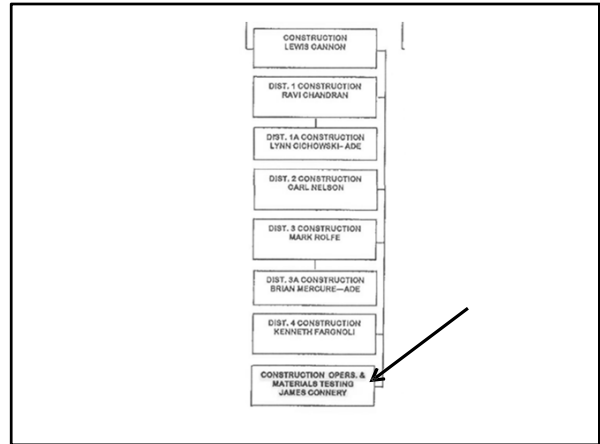 CONSTRUCTION
LEWIS CANNON
DIST. 1 CONSTRUCTION
RAVI CHANDRAN
DIST. 1A CONSTRUCTION
LYNN CICHOWSKI–ADE
DIST. 2 CONSTRUCTION
CARL NELSON
DIST. 3 CONSTRUCTION
MARK ROLFE
DIST. 3A CONSTRUCTION
BRIAN MERCURE—ADE
DIST. 4 CONSTRUCTION
KENNETH FARGNOLI
CONSTRUCTION OPERS. &
MATERIALS TESTING
JAMES CONNERY